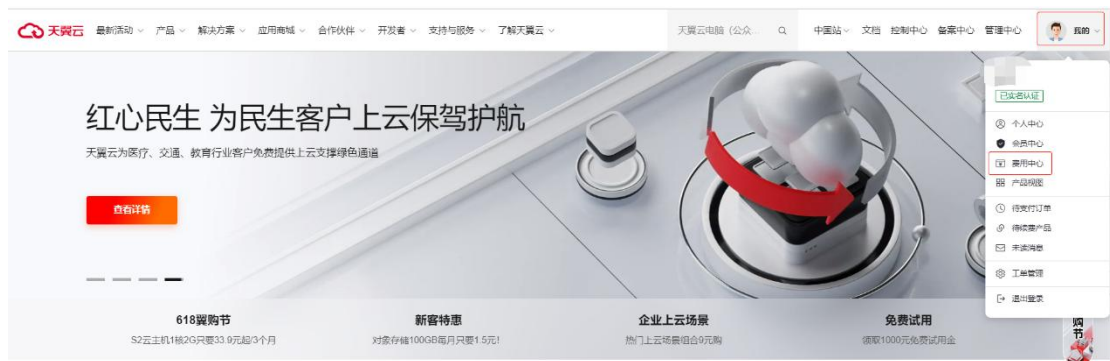 天翼云
最新活动 产品 解决方案 应用商城 合作伙伴 开发者 支持与服务 了解天翼云 天翼云电脑（公众... 中国站 文档 控制中心 备案中心 管理中心 我的
已实名认证
个人中心
会员中心
费用中心
产品视图
待支付订单
待续费产品
未读消息
工单管理
退出登录
红心民生 为民生客户上云保驾护航
天翼云为医疗、交通、教育行业客户免费提供上云支撑绿色通道
查看详情
618翼购节
S2云主机1核2G只要33.9元起/3个月
新客特惠
对象存储100GB每月只要1.5元!
企业上云场景
热门上云场景组合9元购
免费试用
领取1000元免费试用金
购
节